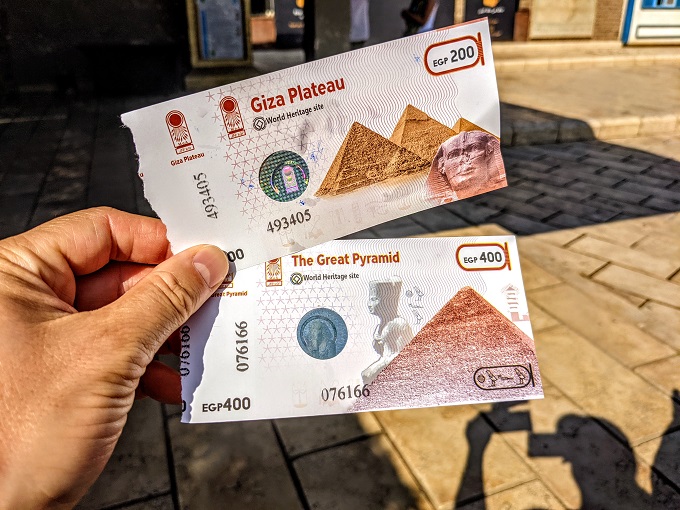 Giza Plateau
World Heritage site
EGP 200
Giza Plateau
493405
493405
00
The Great Pyramid
World Heritage site
EGP 400
Great Pyramid
076166
076166
076166
EGP400